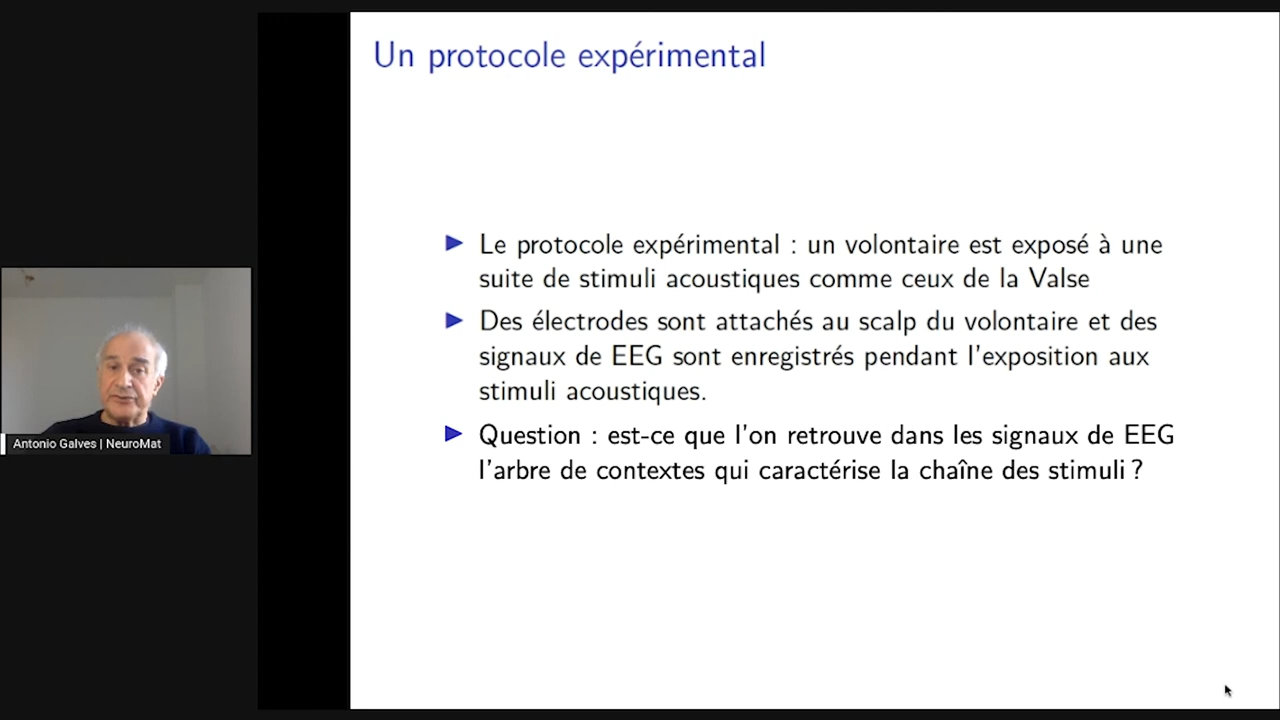 Un protocole expérimental
▶ Le protocole expérimental : un volontaire est exposé à une
suite de stimuli acoustiques comme ceux de la Valse
▶ Des électrodes sont attachés au scalp du volontaire et des
signaux de EEG sont enregistrés pendant l'exposition aux
stimuli acoustiques.
▶ Question : est-ce que l'on retrouve dans les signaux de EEG
l'arbre de contextes qui caractérise la chaîne des stimuli ?
Antonio Galves | NeuroMat